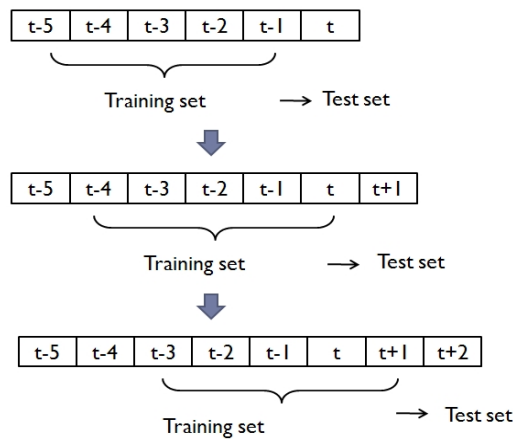 t-5 t-4 t-3 t-2 t-1 t
Training set → Test set
t-5 t-4 t-3 t-2 t-1 t t+1
Training set → Test set
t-5 t-4 t-3 t-2 t-1 t t+1 t+2
Training set → Test set